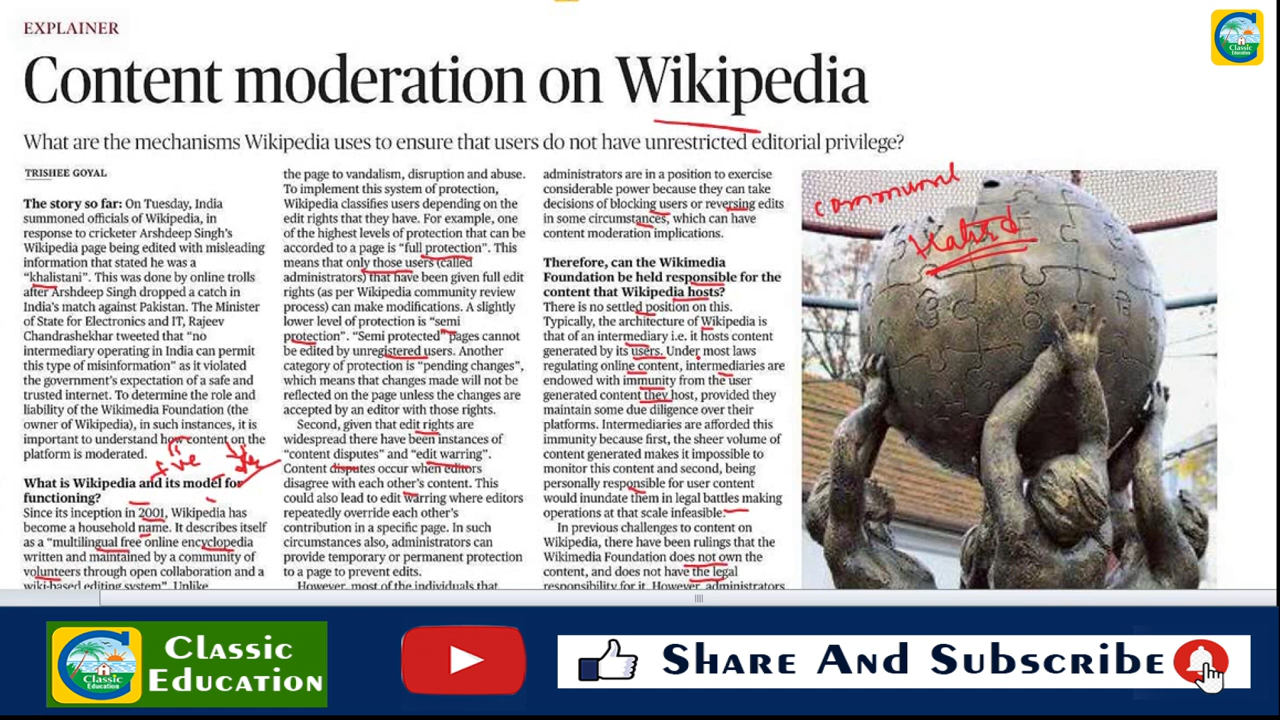 EXPLAINER
Content moderation on Wikipedia
What are the mechanisms Wikipedia uses to ensure that users do not have unrestricted editorial privilege?
TRISHEE GOYAL
The story so far: On Tuesday, India
summoned officials of Wikipedia, in
response to cricketer Arshdeep Singh's
Wikipedia page being edited with misleading
information that stated he was a
"khalistani". This was done by online trolls
after Arshdeep Singh dropped a catch in
India's match against Pakistan. The Minister
of State for Electronics and IT, Rajeev
Chandrashekhar tweeted that "no
intermediary operating in India can permit
this type of misinformation" as it violated
the government's expectation of a safe and
trusted internet. To determine the role and
liability of the Wikimedia Foundation (the
owner of Wikipedia), in such instances, it is
important to understand how content on the
platform is moderated.
What is Wikipedia and its model for
functioning?
Since its inception in 2001, Wikipedia has
become a household name. It describes itself
as a "multilingual free online encyclopedia
written and maintained by a community of
volunteers through open collaboration and a
wiki-based editing system". Unlike
the page to vandalism, disruption and abuse.
To implement this system of protection,
Wikipedia classifies users depending on the
edit rights that they have. For example, one
of the highest levels of protection that can be
accorded to a page is "full protection". This
means that only those users (called
administrators) that have been given full edit
rights (as per Wikipedia community review
process) can make modifications. A slightly
lower level of protection is "semi
protection". "Semi protected" pages cannot
be edited by unregistered users. Another
category of protection is "pending changes",
which means that changes made will not be
reflected on the page unless the changes are
accepted by an editor with those rights.
Second, given that edit rights are
widespread there have been instances of
"content disputes" and "edit warring".
Content disputes occur when editors
disagree with each other's content. This
could also lead to edit warring where editors
repeatedly override each other's
contribution in a specific page. In such
circumstances also, administrators can
provide temporary or permanent protection
to a page to prevent edits.
However, most of the individuals that
administrators are in a position to exercise
considerable power because they can take
decisions of blocking users or reversing edits
in some circumstances, which can have
content moderation implications.
Therefore, can the Wikimedia
Foundation be held responsible for the
content that Wikipedia hosts?
There is no settled position on this.
Typically, the architecture of Wikipedia is
that of an intermediary i.e. it hosts content
generated by its users. Under most laws
regulating online content, intermediaries are
endowed with immunity from the user
generated content they host, provided they
maintain some due diligence over their
platforms. Intermediaries are afforded this
immunity because first, the sheer volume of
content generated makes it impossible to
monitor this content and second, being
personally responsible for user content
would inundate them in legal battles making
operations at that scale infeasible.
In previous challenges to content on
Wikipedia, there have been rulings that the
Wikimedia Foundation does not own the
content, and does not have the legal
responsibility for it. However, administrators
communal
Hatred
Classic
Education
Classic
Education
Classic
Education
Share And Subscribe